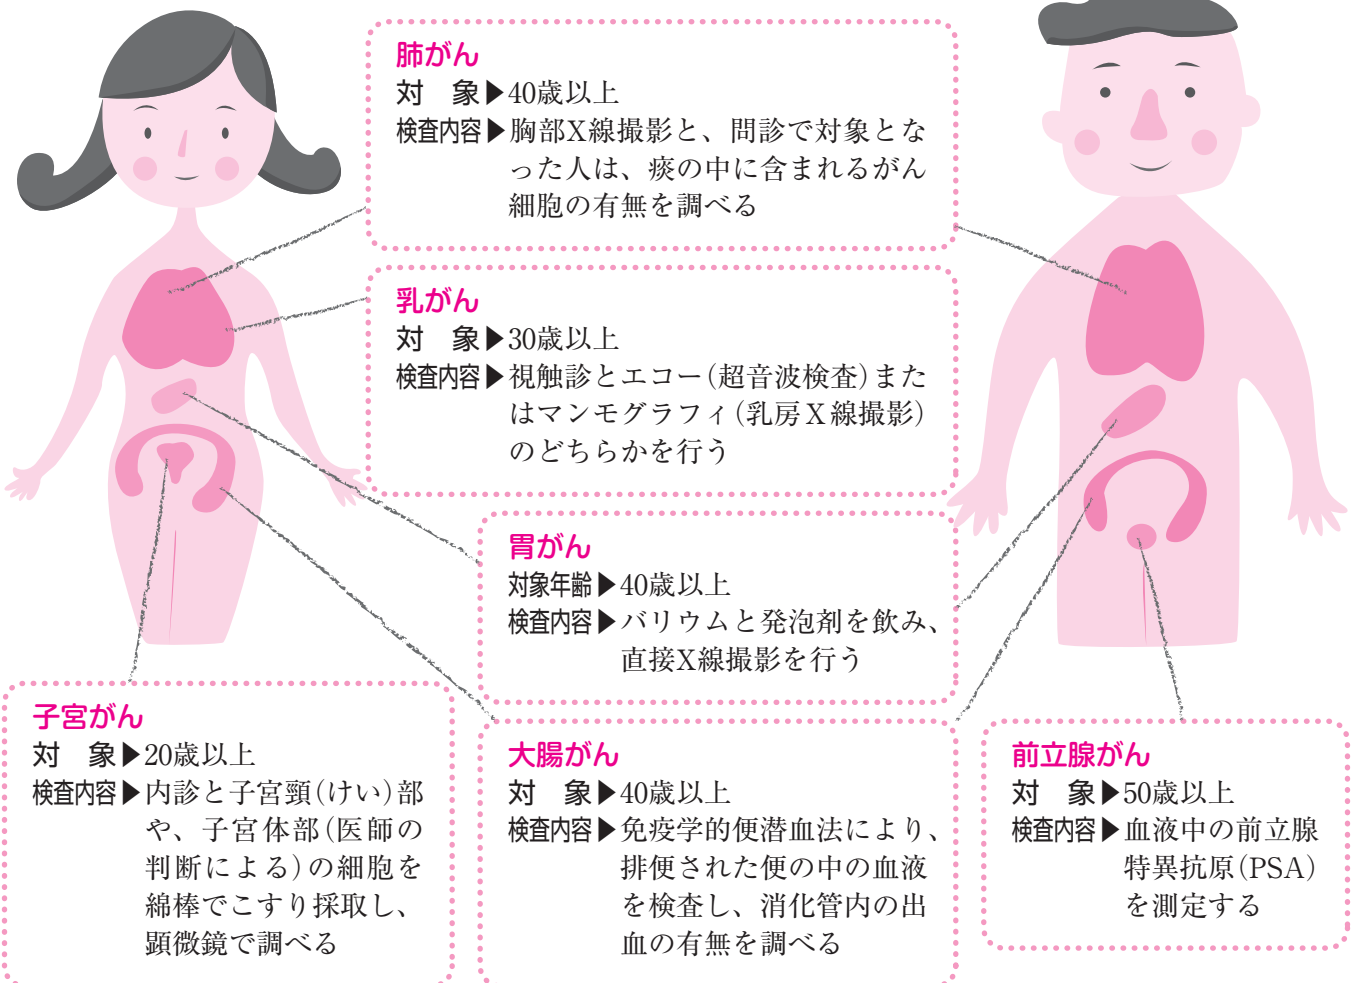 肺がん
対　象▶40歳以上
検査内容▶胸部X線撮影と、問診で対象とな
った人は、痰の中に含まれるがん
細胞の有無を調べる
乳がん
対　象▶30歳以上
検査内容▶視触診とエコー(超音波検査)また
はマンモグラフィ(乳房X線撮影)
のどちらかを行う
胃がん
対象年齢▶40歳以上
検査内容▶バリウムと発泡剤を飲み、
直接X線撮影を行う
子宮がん
対　象▶20歳以上
検査内容▶内診と子宮頸(けい)部
や、子宮体部(医師の
判断による)の細胞を
綿棒でこすり採取し、
顕微鏡で調べる
大腸がん
対　象▶40歳以上
検査内容▶免疫学的便潜血法により、
排便された便の中の血液
を検査し、消化管内の出
血の有無を調べる
前立腺がん
対　象▶50歳以上
検査内容▶血液中の前立腺
特異抗原(PSA)
を測定する